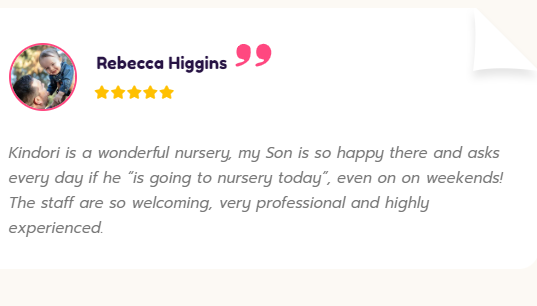 Rebecca Higgins
Kindori is a wonderful nursery, my Son is so happy there and asks
every day if he “is going to nursery today”, even on on weekends!
The staff are so welcoming, very professional and highly
experienced.